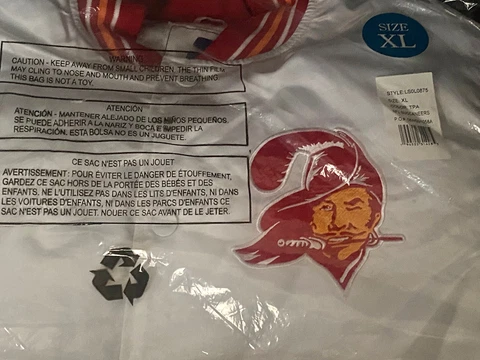 SIZE
XL
WARNING
CAUTION - KEEP AWAY FROM SMALL CHILDREN. THE THIN FILM
MAY CLING TO NOSE AND MOUTH AND PREVENT BREATHING.
THIS BAG IS NOT A TOY.
ATENCIÓN
ATENCIÓN - MANTENER ALEJADO DE LOS NIÑOS PEQUEÑOS.
SE PUEDE ADHERIR A LA NARIZ Y BOCA E IMPEDIR LA
RESPIRACIÓN. ESTA BOLSA NO ES UN JUGUETE.
CE SAC N'EST PAS UN JOUET
AVERTISSEMENT: POUR ÉVITER LE DANGER DE ÉTOUFFEMENT,
GARDEZ CE SAC HORS DE LA PORTÉE DES BÉBÉS ET DES
ENFANTS. NE L'UTILISEZ PAS DANS LES LITS D'ENFANTS, NI DANS
LES VOITURES D'ENFANTS, NI DANS LES PARCS D'ENFANTS CE
SAC N'EST PAS UN JOUET. NOUER CE SAC AVANT DE LE JETER.
SIZE: XL